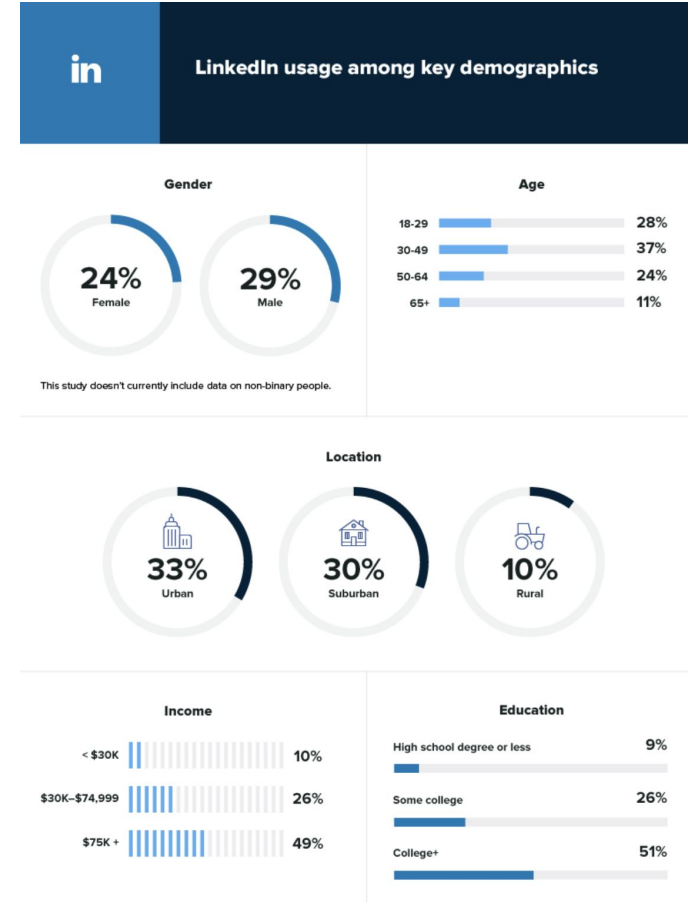 in
LinkedIn usage among key demographics
Gender
24%
Female
29%
Male
This study doesn't currently include data on non-binary people.
Age
18-29 28%
30-49 37%
50-64 24%
65+ 11%
Location
33%
Urban
30%
Suburban
10%
Rural
Income
< $30K 10%
$30K–$74,999 26%
$75K + 49%
Education
High school degree or less 9%
Some college 26%
College+ 51%